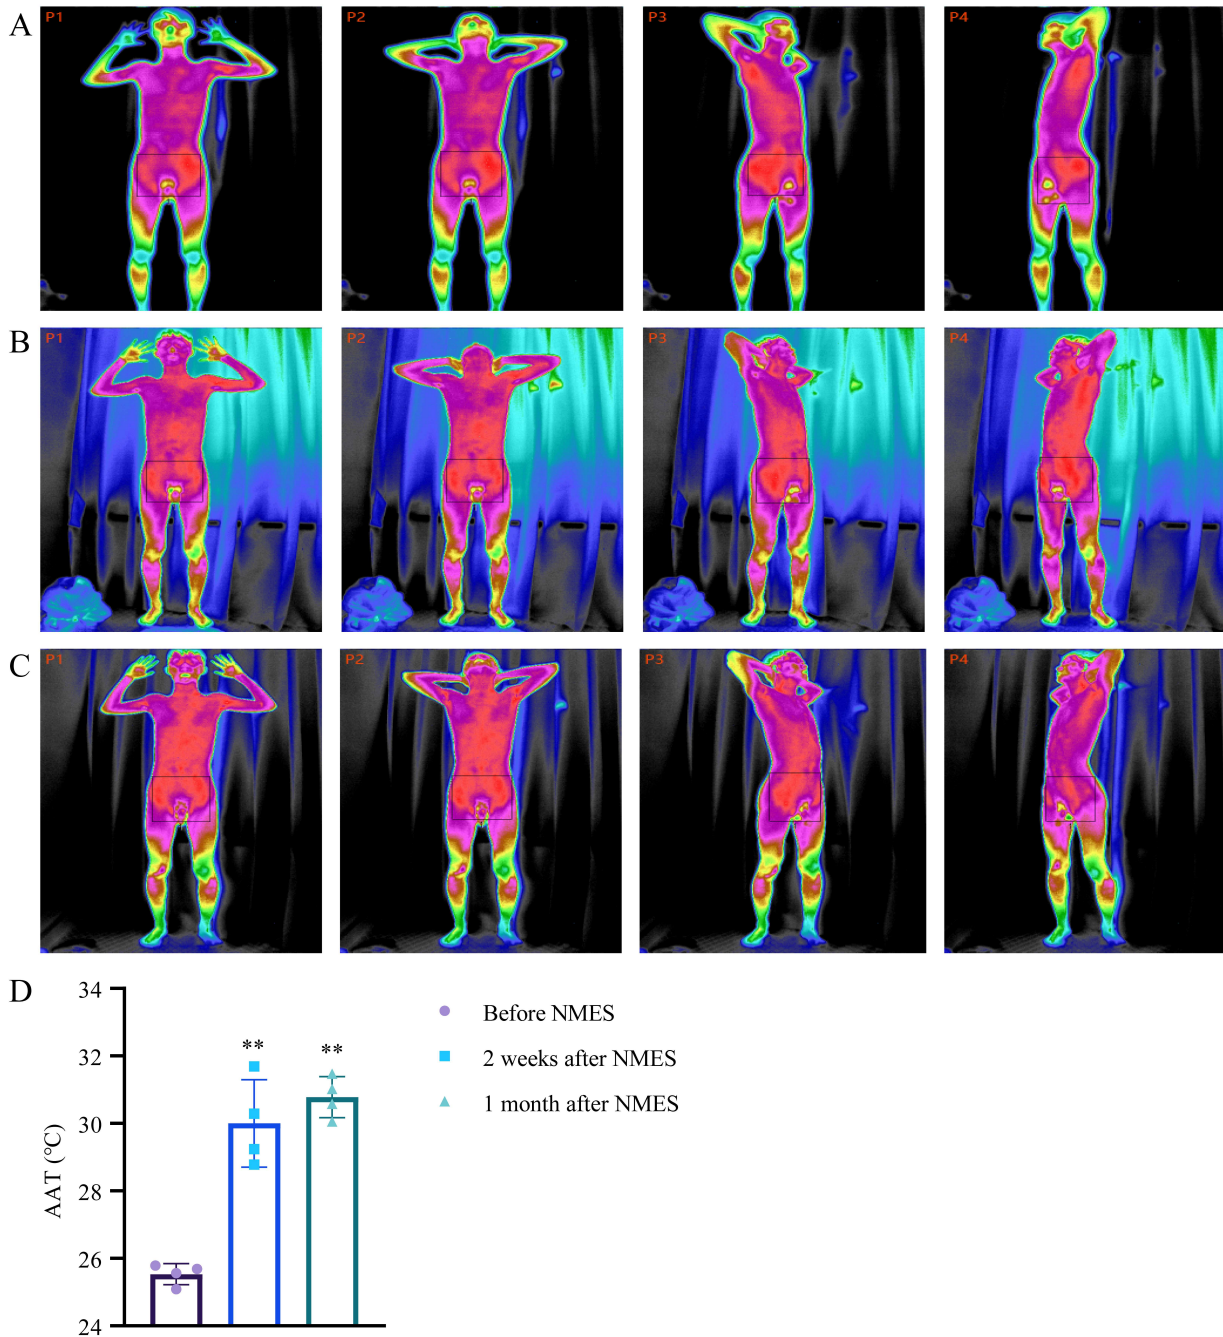 A
P1
P2
P3
P4
B
P1
P2
P3
P4
C
P1
P2
P3
P4
D
34
32
30
28
26
24
AAT (℃)
**
**
Before NMES
2 weeks after NMES
1 month after NMES